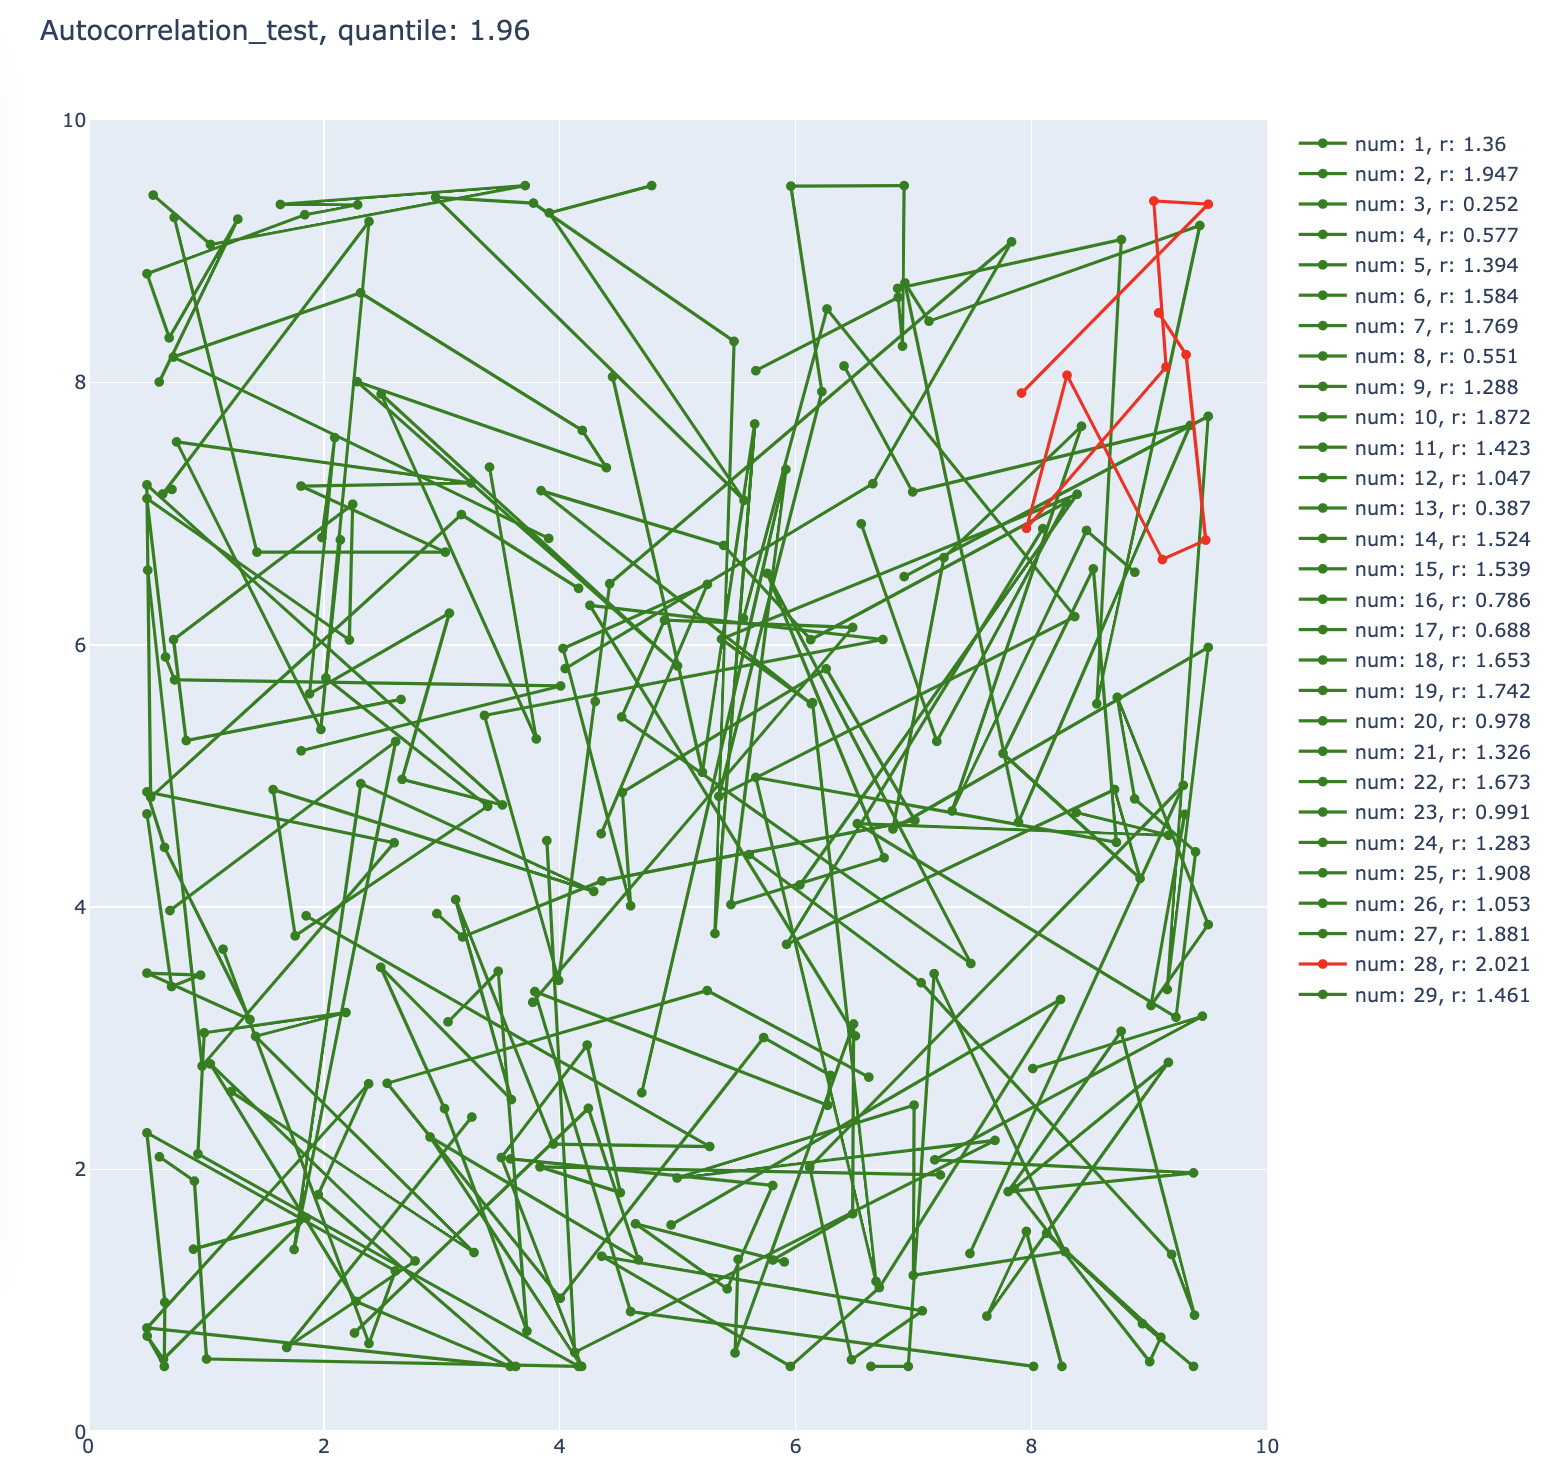 Autocorrelation_test, quantile: 1.96
10
8
6
4
2
0
0
2
4
6
8
10
num: 1, r: 1.36
num: 2, r: 1.947
num: 3, r: 0.252
num: 4, r: 0.577
num: 5, r: 1.394
num: 6, r: 1.584
num: 7, r: 1.769
num: 8, r: 0.551
num: 9, r: 1.288
num: 10, r: 1.872
num: 11, r: 1.423
num: 12, r: 1.047
num: 13, r: 0.387
num: 14, r: 1.524
num: 15, r: 1.539
num: 16, r: 0.786
num: 17, r: 0.688
num: 18, r: 1.653
num: 19, r: 1.742
num: 20, r: 0.978
num: 21, r: 1.326
num: 22, r: 1.673
num: 23, r: 0.991
num: 24, r: 1.283
num: 25, r: 1.908
num: 26, r: 1.053
num: 27, r: 1.881
num: 28, r: 2.021
num: 29, r: 1.461